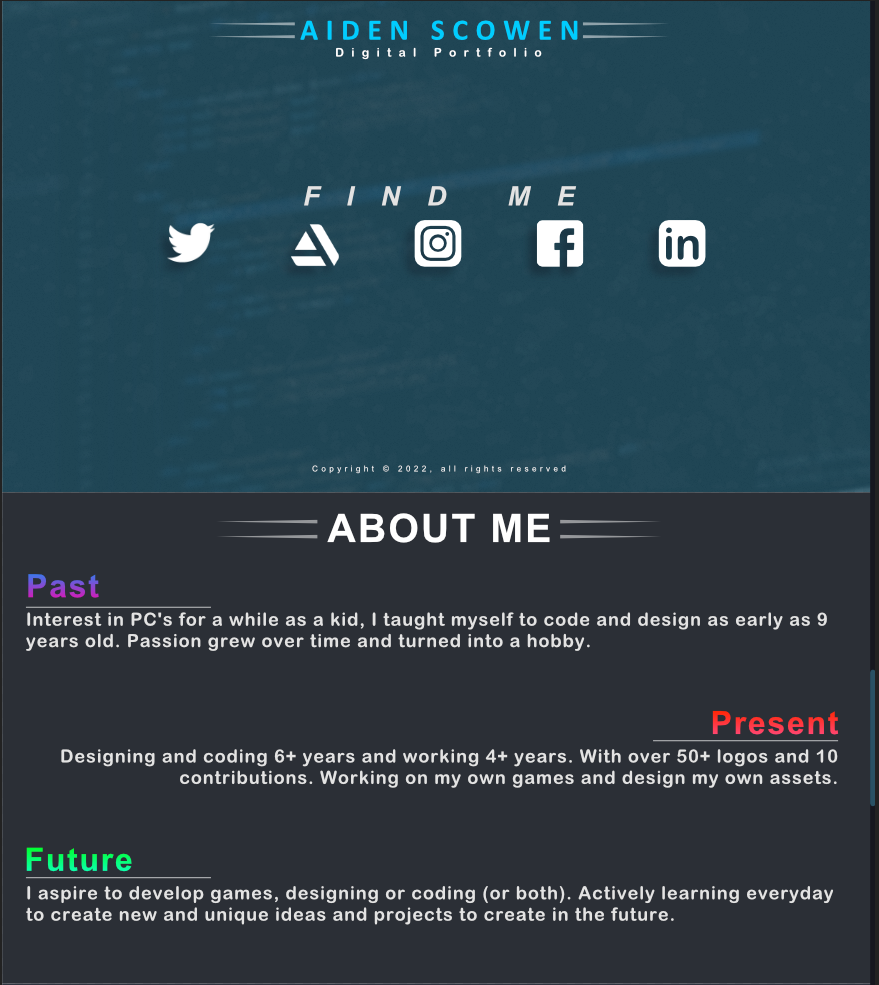 AIDEN SCOWEN
Digital Portfolio
FIND ME
in
Copyright © 2022, all rights reserved
ABOUT ME
Past
Interest in PC's for a while as a kid, I taught myself to code and design as early as 9
years old. Passion grew over time and turned into a hobby.
Present
Designing and coding 6+ years and working 4+ years. With over 50+ logos and 10
contributions. Working on my own games and design my own assets.
Future
I aspire to develop games, designing or coding (or both). Actively learning everyday
to create new and unique ideas and projects to create in the future.